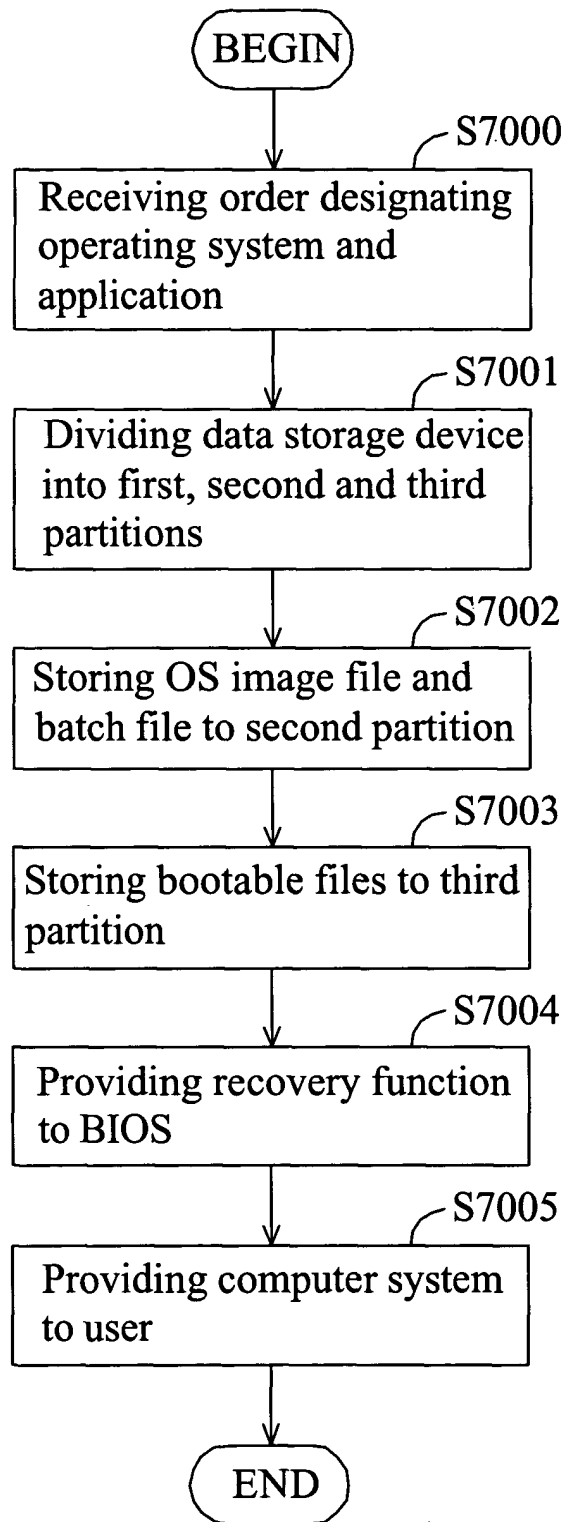 BEGIN
S7000
Receiving order designating
operating system and
application
S7001
Dividing data storage device
into first, second and third
partitions
S7002
Storing OS image file and
batch file to second partition
S7003
Storing bootable files to third
partition
S7004
Providing recovery function
to BIOS
S7005
Providing computer system
to user
END